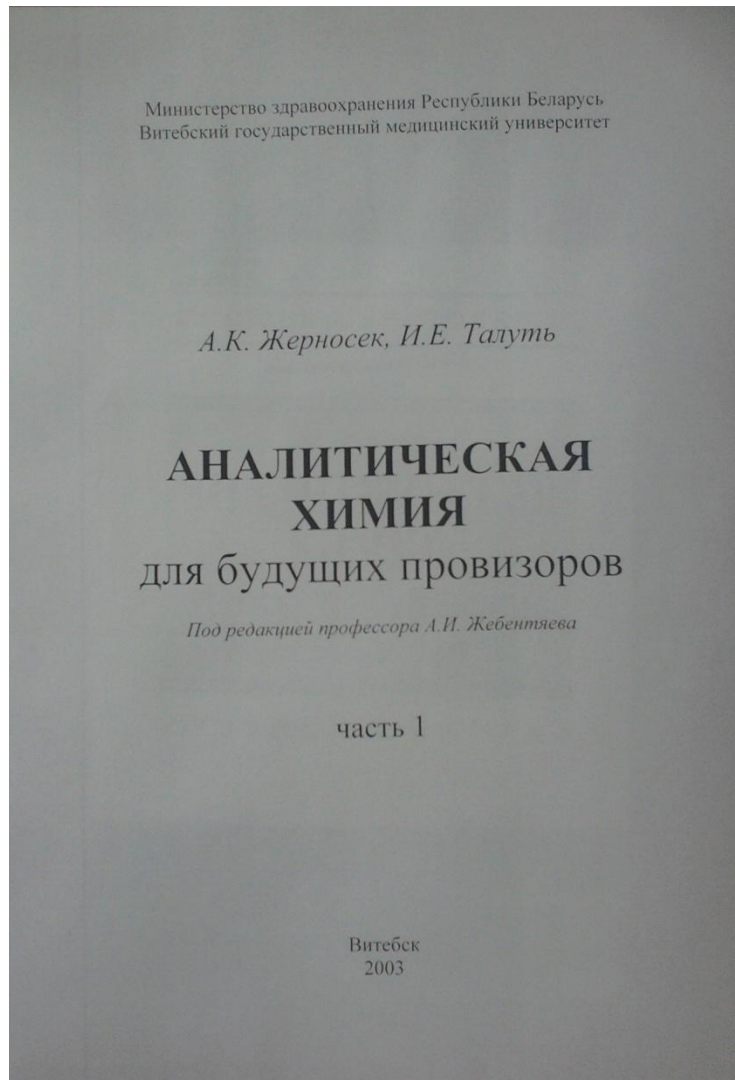 Министерство здравоохранения Республики Беларусь
Витебский государственный медицинский университет
А.К. Жерносек, И.Е. Талуть
АНАЛИТИЧЕСКАЯ
ХИМИЯ
для будущих провизоров
Под редакцией профессора А.И. Жебентяева
часть 1
Витебск
2003